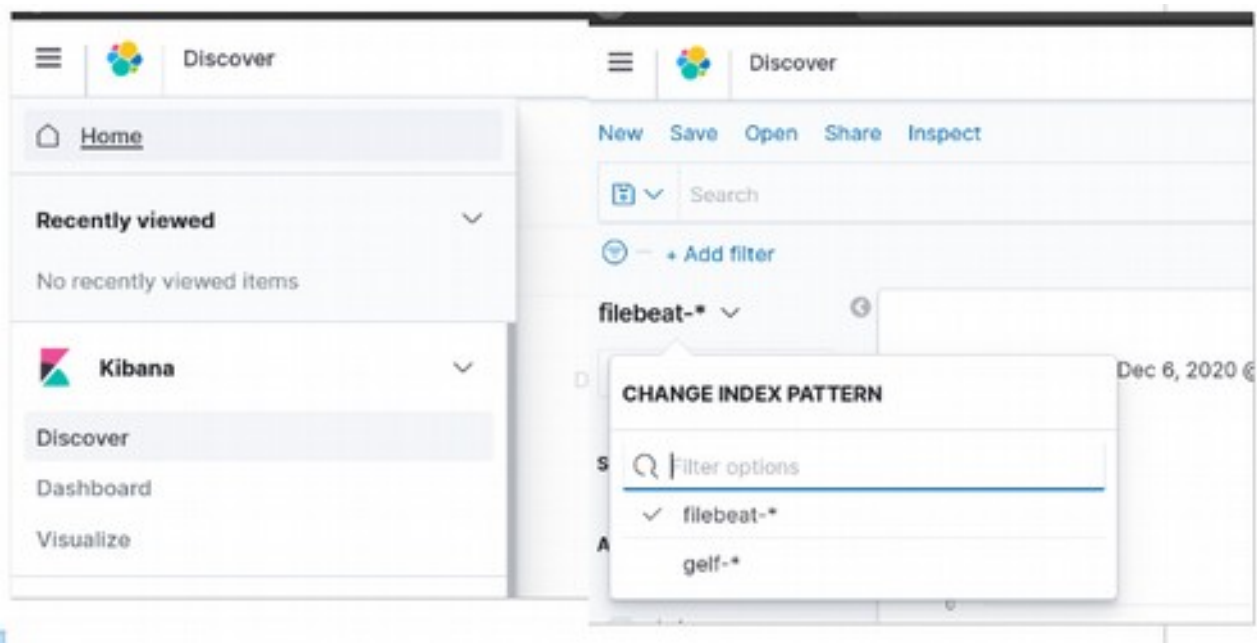 Discover
Home
Recently viewed
No recently viewed items
Kibana
Discover
Dashboard
Visualize
Discover
New Save Open Share Inspect
Search
+ Add filter
filebeat-*
Dec 6, 2020 @
CHANGE INDEX PATTERN
Filter options
filebeat-*
gelf-*